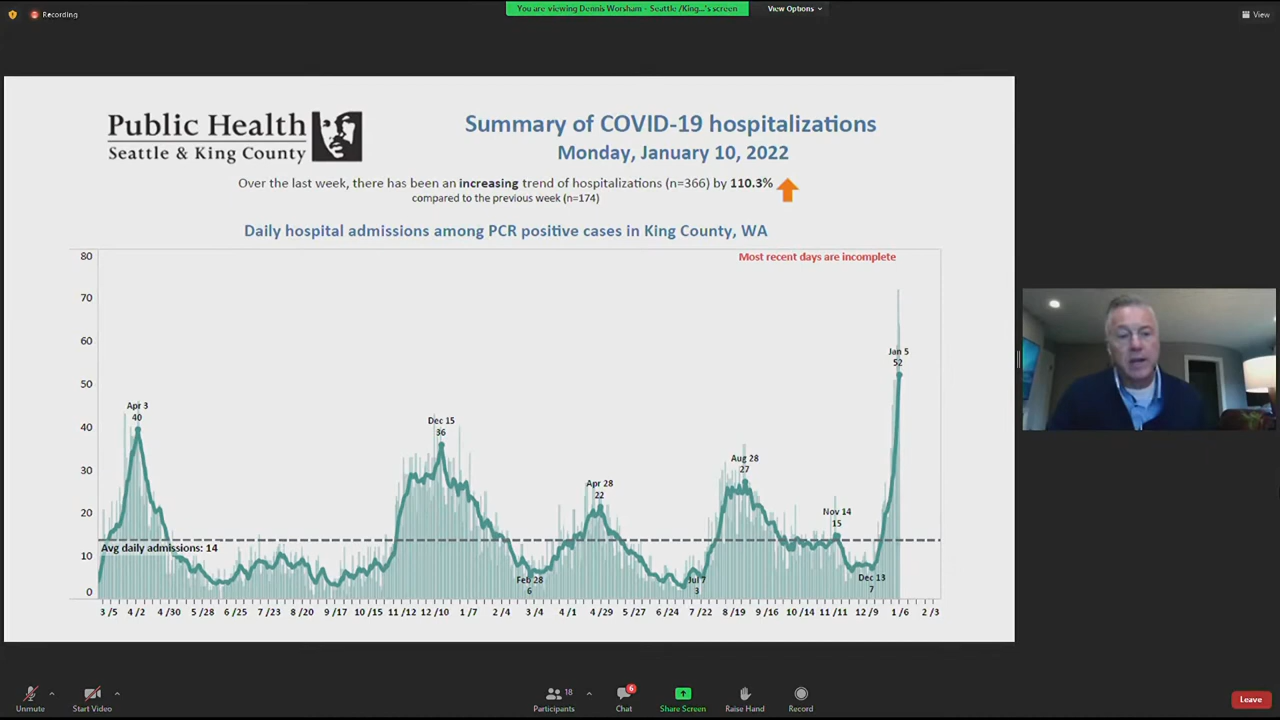 Recording
You are viewing Dennis Worsham - Seattle /King...'s screen
View Options
View
Public Health
Seattle & King County
Summary of COVID-19 hospitalizations
Monday, January 10, 2022
Over the last week, there has been an increasing trend of hospitalizations (n=366) by 110.3%
compared to the previous week (n=174)
Daily hospital admissions among PCR positive cases in King County, WA
Most recent days are incomplete
80
70
60
50
40
30
20
10
0
Apr 3
40
Dec 15
36
Apr 28
22
Aug 28
27
Nov 14
15
Jan 5
52
Avg daily admissions: 14
Feb 28
6
Jul 7
3
Dec 13
7
3/5 4/2 4/30 5/28 6/25 7/23 8/20 9/17 10/15 11/12 12/10 1/7 2/4 3/4 4/1 4/29 5/27 6/24 7/22 8/19 9/16 10/14 11/11 12/9 1/6 2/3
Unmute
Start Video
18
Participants
6
Chat
Share Screen
Raise Hand
Record
Leave